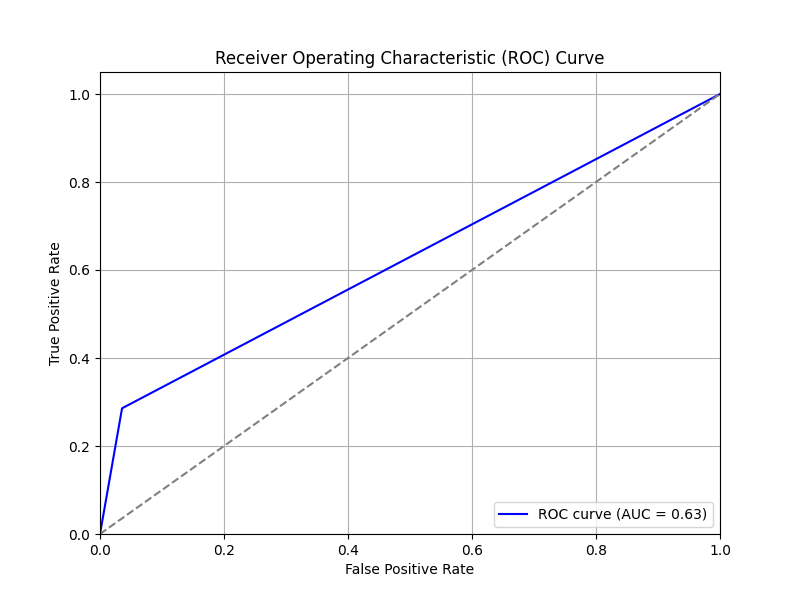 Receiver Operating Characteristic (ROC) Curve
1.0
0.8
0.6
0.4
0.2
0.0
True Positive Rate
ROC curve (AUC = 0.63)
0.0 0.2 0.4 0.6 0.8 1.0
False Positive Rate